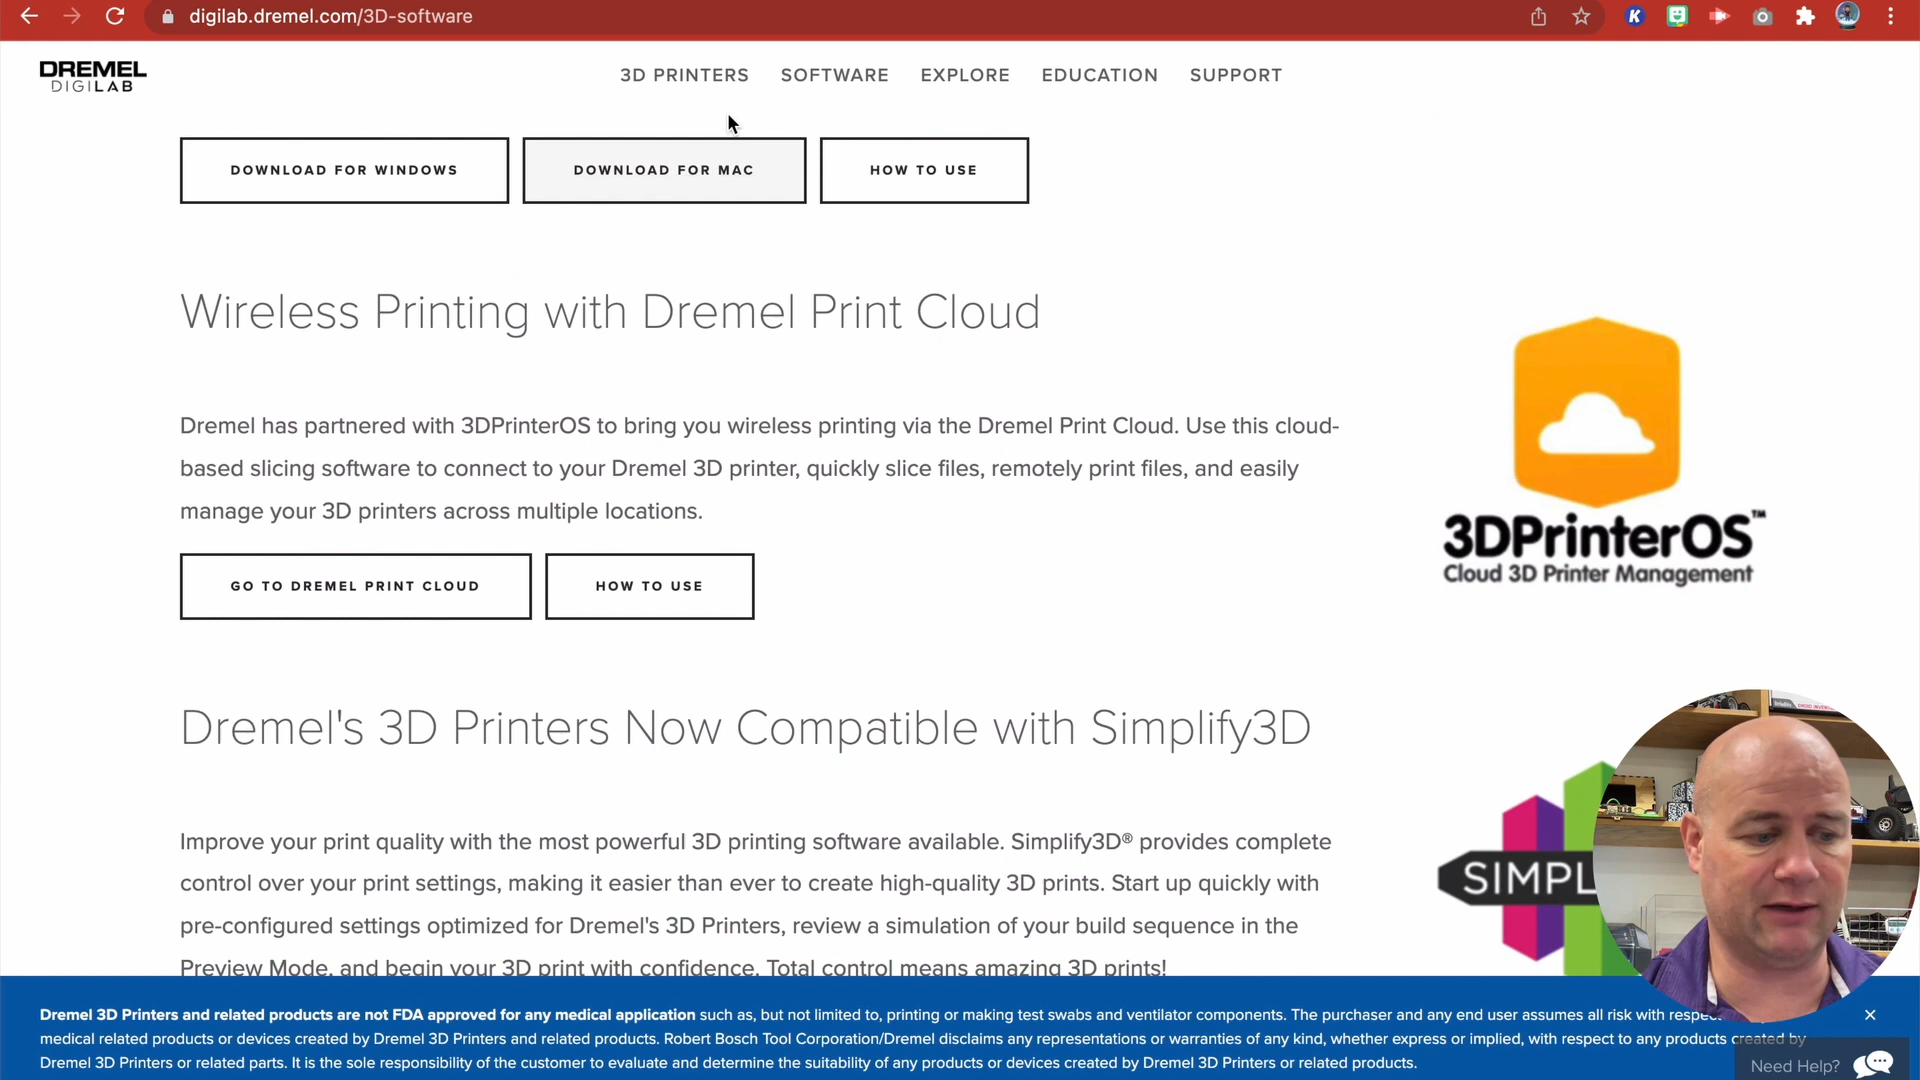 digilab.dremel.com/3D-software
DREMEL
DIGILAB
3D PRINTERS
SOFTWARE
EXPLORE
EDUCATION
SUPPORT
DOWNLOAD FOR WINDOWS
DOWNLOAD FOR MAC
HOW TO USE
Wireless Printing with Dremel Print Cloud
Dremel has partnered with 3DPrinterOS to bring you wireless printing via the Dremel Print Cloud. Use this cloud-
based slicing software to connect to your Dremel 3D printer, quickly slice files, remotely print files, and easily
manage your 3D printers across multiple locations.
3DPrinterOS™
Cloud 3D Printer Management
GO TO DREMEL PRINT CLOUD
HOW TO USE
Dremel's 3D Printers Now Compatible with Simplify3D
Improve your print quality with the most powerful 3D printing software available. Simplify3D® provides complete
control over your print settings, making it easier than ever to create high-quality 3D prints. Start up quickly with
pre-configured settings optimized for Dremel's 3D Printers, review a simulation of your build sequence in the
Preview Mode, and begin your 3D print with confidence. Total control means amazing 3D prints!
SIMPL
Dremel 3D Printers and related products are not FDA approved for any medical application such as, but not limited to, printing or making test swabs and ventilator components. The purchaser and any end user assumes all risk with
medical related products or devices created by Dremel 3D Printers and related products. Robert Bosch Tool Corporation/Dremel disclaims any representations or warranties of any kind, whether express or implied, with respect to any products created by
Dremel 3D Printers or related parts. It is the sole responsibility of the customer to evaluate and determine the suitability of any products or devices created by Dremel 3D Printers or related products.
Need Help?